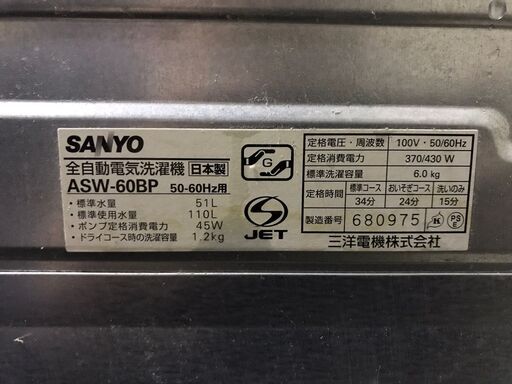 SANYO
全自動電気洗濯機 日本製
ASW-60BP 50-60Hz用
・標準水量 51L
・標準使用水量 110L
・ポンプ定格消費電力 45W
・ドライコース時の洗濯容量 1.2kg
G
JET
定格電圧・周波数 100V・50/60Hz
定格消費電力 370/430 W
標準洗濯容量 6.0 kg
目安時間 標準コース おいそぎコース 洗いのみ
34分 24分 15分
製造番号 680975 K PSE
三洋電機株式会社